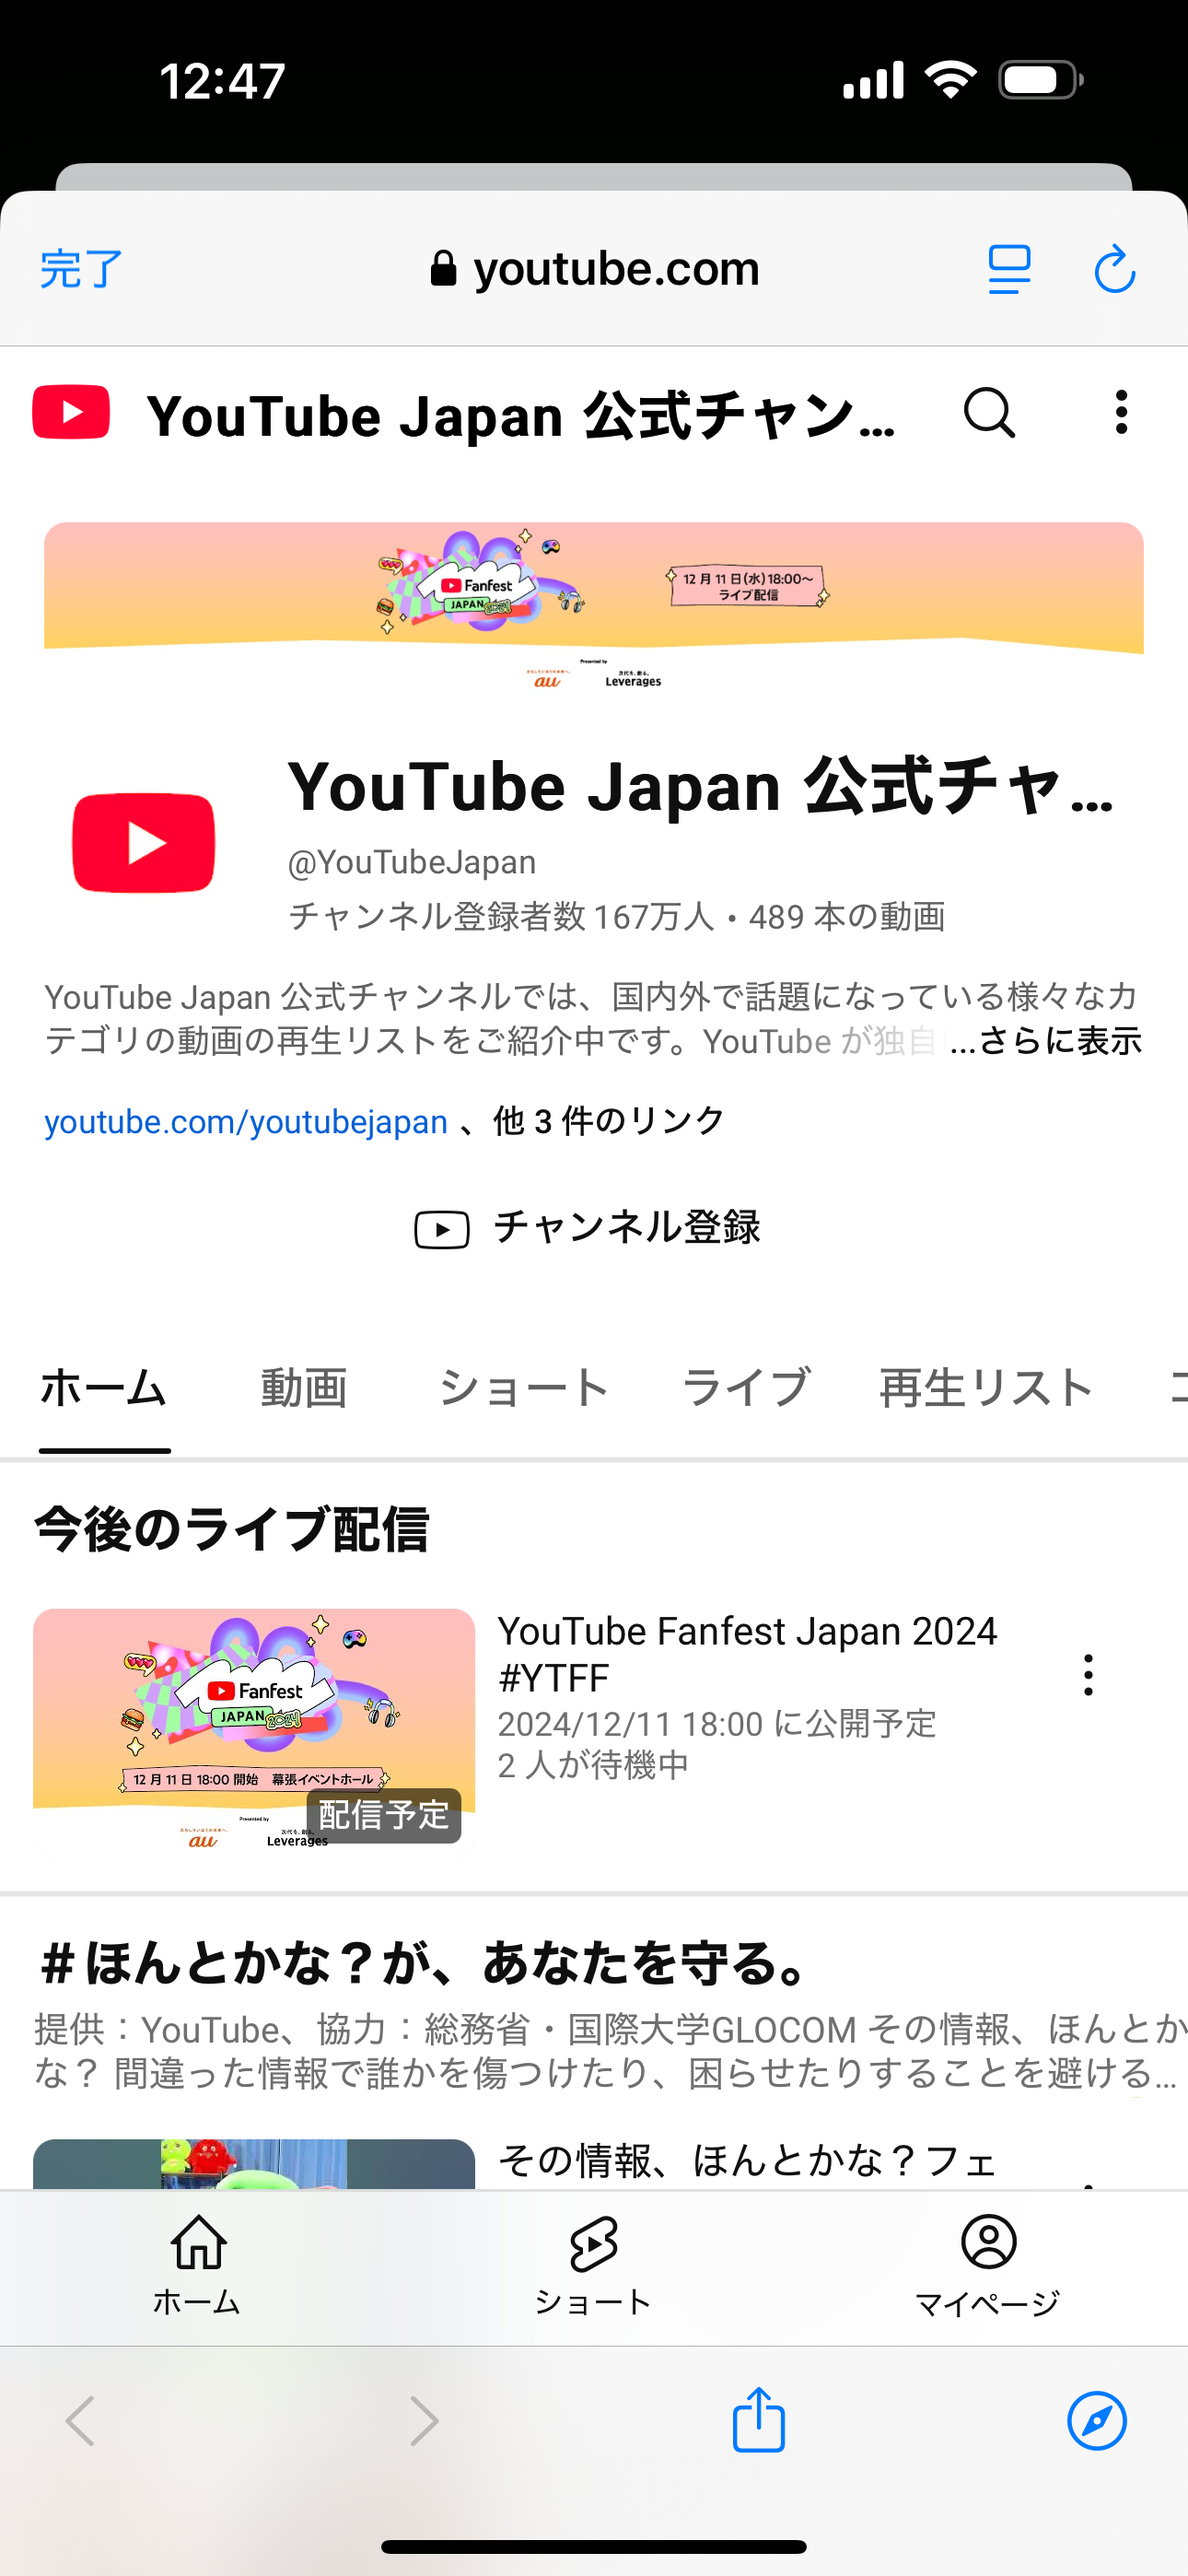 12:47
完了
youtube.com
YouTube Japan 公式チャン...
Fanfest
JAPAN 2024
12 月 11 日(水)18:00〜
ライブ配信
Presented by
au
Leverages
YouTube Japan 公式チャ...
@YouTubeJapan
チャンネル登録者数 167万人・489 本の動画
YouTube Japan 公式チャンネルでは、国内外で話題になっている様々なカ
テゴリの動画の再生リストをご紹介中です。YouTube が独自 ...さらに表示
youtube.com/youtubejapan 、他 3 件のリンク
チャンネル登録
ホーム 動画 ショート ライブ 再生リスト
今後のライブ配信
Fanfest
JAPAN 2024
12 月 11 日 18:00 開始 幕張イベントホール
配信予定
Presented by
au
Leverages
YouTube Fanfest Japan 2024
#YTFF
2024/12/11 18:00 に公開予定
2 人が待機中
＃ほんとかな？が、あなたを守る。
提供：YouTube、協力：総務省・国際大学GLOCOM その情報、ほんとか
な？ 間違った情報で誰かを傷つけたり、困らせたりすることを避ける...
その情報、ほんとかな？フェ
ホーム
ショート
マイページ